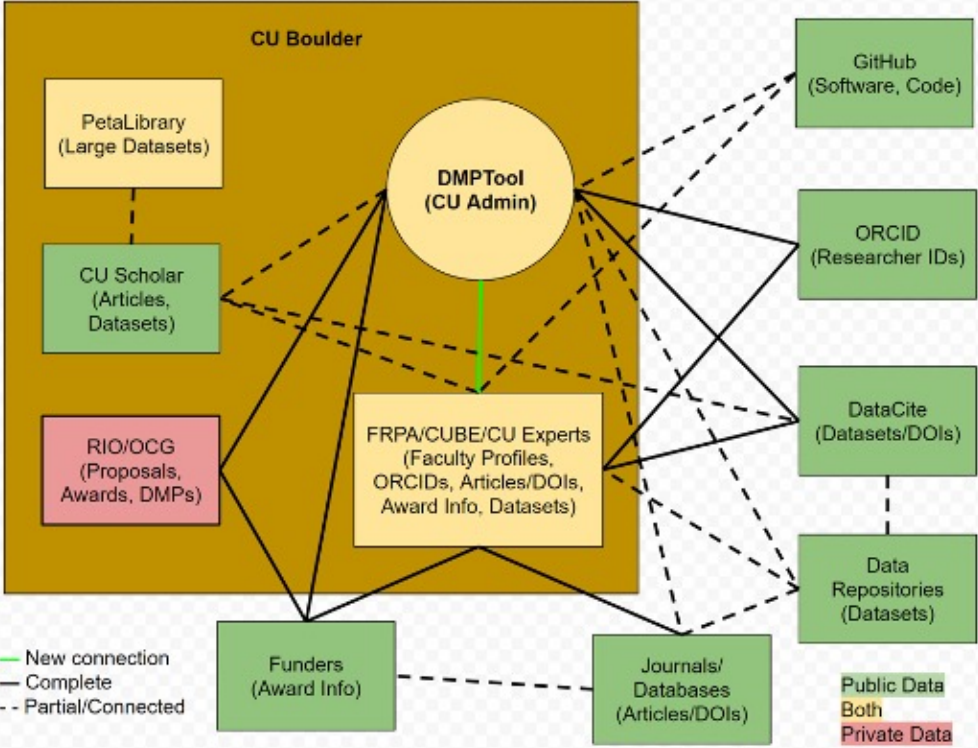 CU Boulder
PetaLibrary
(Large Datasets)
DMPTool
(CU Admin)
GitHub
(Software, Code)
ORCID
(Researcher IDs)
CU Scholar
(Articles,
Datasets)
RIO/OCG
(Proposals,
Awards, DMPs)
FRPA/CUBE/CU Experts
(Faculty Profiles,
ORCIDs, Articles/DOIs,
Award Info, Datasets)
DataCite
(Datasets/DOIs)
Data
Repositories
(Datasets)
Funders
(Award Info)
Journals/
Databases
(Articles/DOIs)
New connection
Complete
Partial/Connected
Public Data
Both
Private Data